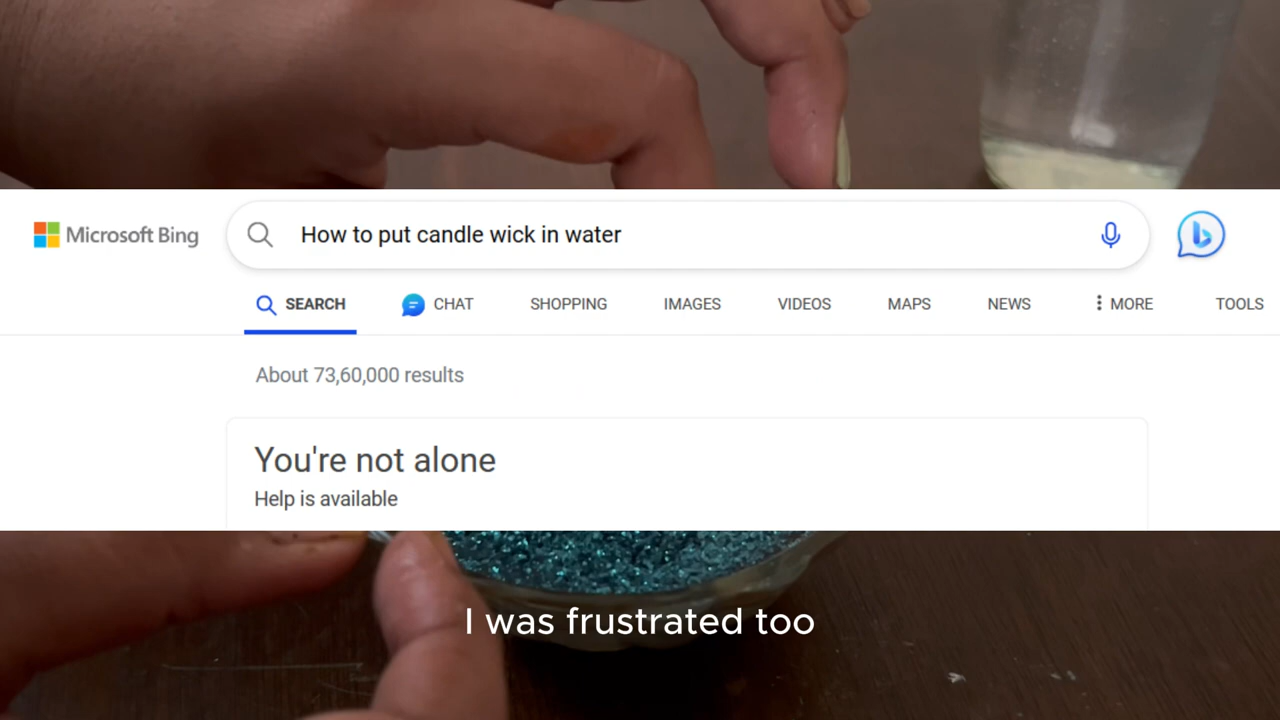 Microsoft Bing
How to put candle wick in water
SEARCH
CHAT
SHOPPING
IMAGES
VIDEOS
MAPS
NEWS
MORE
TOOLS
About 73,60,000 results
You're not alone
Help is available
I was frustrated too